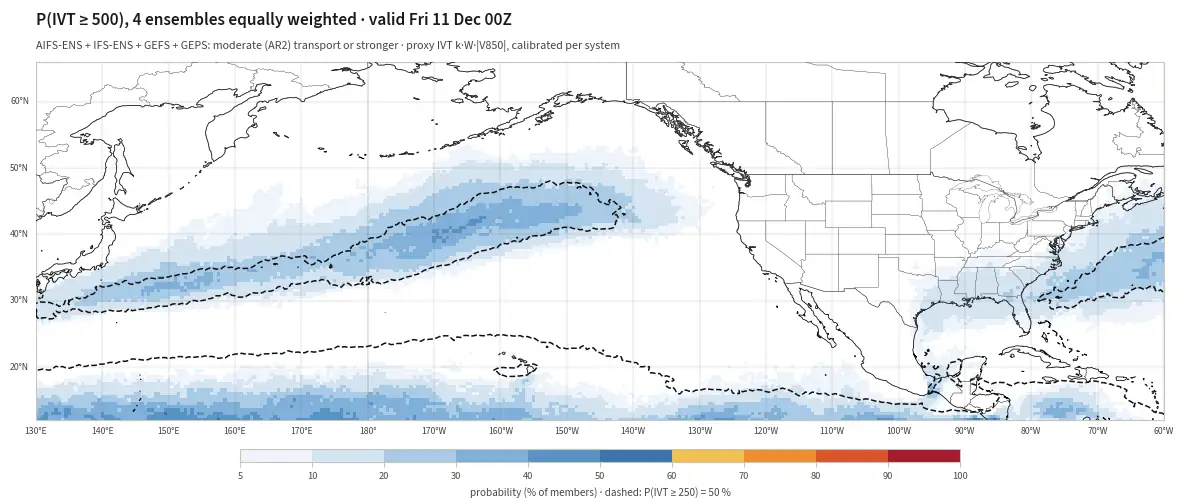 P(IVT ≥ 500), 4 ensembles equally weighted · valid Fri 11 Dec 00Z
AIFS-ENS + IFS-ENS + GEFS + GEPS: moderate (AR2) transport or stronger · proxy IVT k·W·|V850|, calibrated per system
60°N
50°N
40°N
30°N
20°N
130°E 140°E 150°E 160°E 170°E 180° 170°W 160°W 150°W 140°W 130°W 120°W 110°W 100°W 90°W 80°W 70°W 60°W
5 10 20 30 40 50 60 70 80 90 100
probability (% of members) · dashed: P(IVT ≥ 250) = 50 %